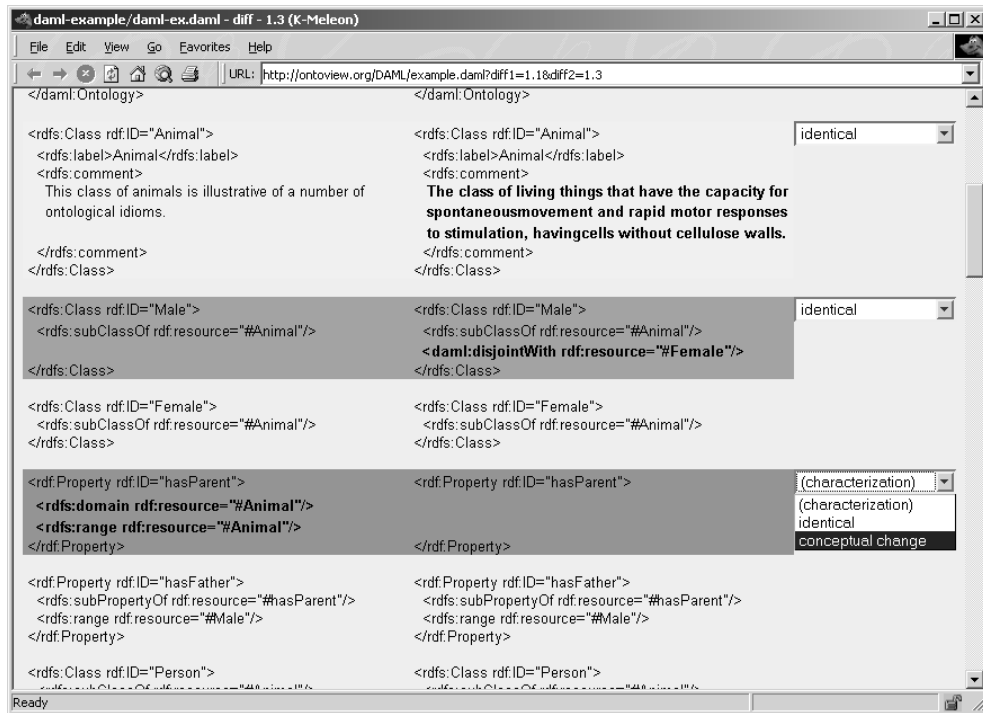 daml-example/daml-ex.daml - diff - 1.3 (K-Meleon)
File Edit View Go Favorites Help
URL: http://ontoview.org/DAML/example.daml?diff1=1.1&diff2=1.3
</daml:Ontology> </daml:Ontology>
<rdfs:Class rdf:ID="Animal"> <rdfs:Class rdf:ID="Animal"> identical
<rdfs:label>Animal</rdfs:label> <rdfs:label>Animal</rdfs:label>
<rdfs:comment> <rdfs:comment>
This class of animals is illustrative of a number of The class of living things that have the capacity for
ontological idioms. spontaneousmovement and rapid motor responses
to stimulation, havingcells without cellulose walls.
</rdfs:comment> </rdfs:comment>
</rdfs:Class> </rdfs:Class>
<rdfs:Class rdf:ID="Male"> <rdfs:Class rdf:ID="Male"> identical
<rdfs:subClassOf rdf:resource="#Animal"/> <rdfs:subClassOf rdf:resource="#Animal"/>
<daml:disjointWith rdf:resource="#Female"/>
</rdfs:Class> </rdfs:Class>
<rdfs:Class rdf:ID="Female"> <rdfs:Class rdf:ID="Female">
<rdfs:subClassOf rdf:resource="#Animal"/> <rdfs:subClassOf rdf:resource="#Animal"/>
</rdfs:Class> </rdfs:Class>
<rdf:Property rdf:ID="hasParent"> <rdf:Property rdf:ID="hasParent"> (characterization)
<rdfs:domain rdf:resource="#Animal"/> (characterization)
<rdfs:range rdf:resource="#Animal"/> identical
</rdf:Property> </rdf:Property> conceptual change
<rdf:Property rdf:ID="hasFather"> <rdf:Property rdf:ID="hasFather">
<rdfs:subPropertyOf rdf:resource="#hasParent"/> <rdfs:subPropertyOf rdf:resource="#hasParent"/>
<rdfs:range rdf:resource="#Male"/> <rdfs:range rdf:resource="#Male"/>
</rdf:Property> </rdf:Property>
<rdfs:Class rdf:ID="Person"> <rdfs:Class rdf:ID="Person">
Ready